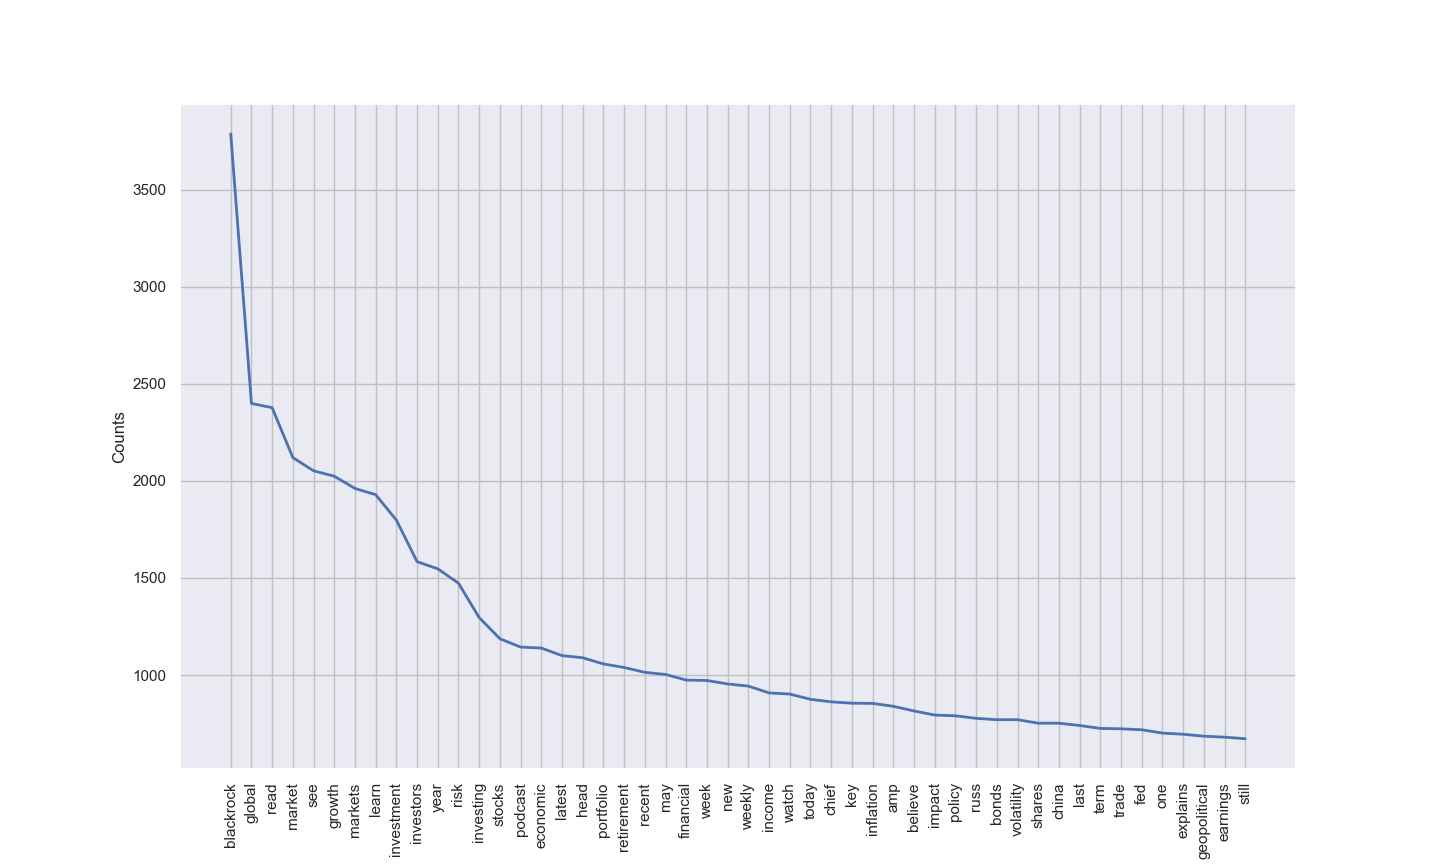 3500
3000
2500
2000
1500
1000
Counts
blackrock
global
read
market
see
growth
markets
learn
investment
investors
year
risk
investing
stocks
podcast
economic
latest
head
portfolio
retirement
recent
may
financial
week
new
weekly
income
watch
today
chief
key
inflation
amp
believe
impact
policy
russ
bonds
volatility
shares
china
last
term
trade
fed
one
explains
geopolitical
earnings
still